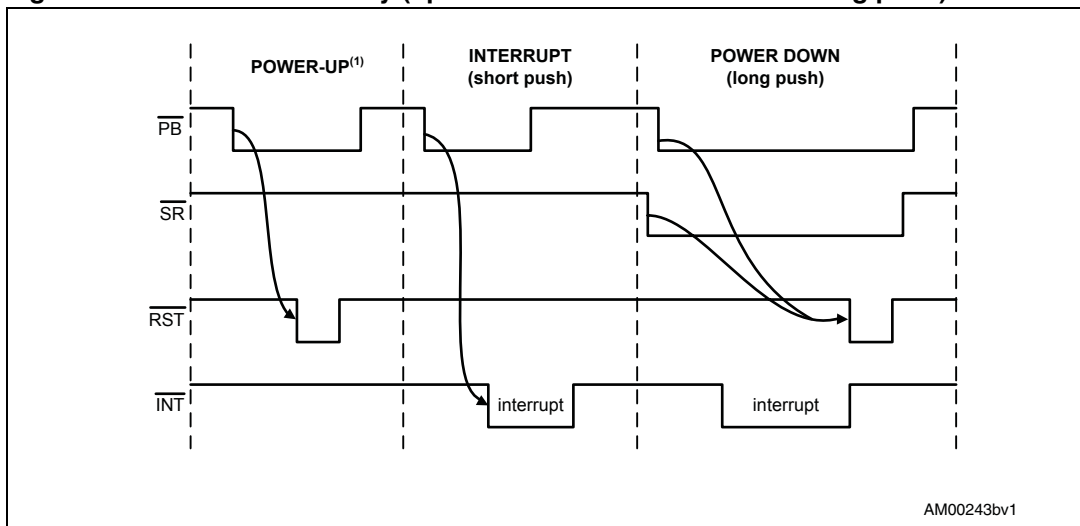 POWER-UP(1)
INTERRUPT
(short push)
POWER DOWN
(long push)
PB
SR
RST
INT
interrupt
interrupt
AM00243bv1